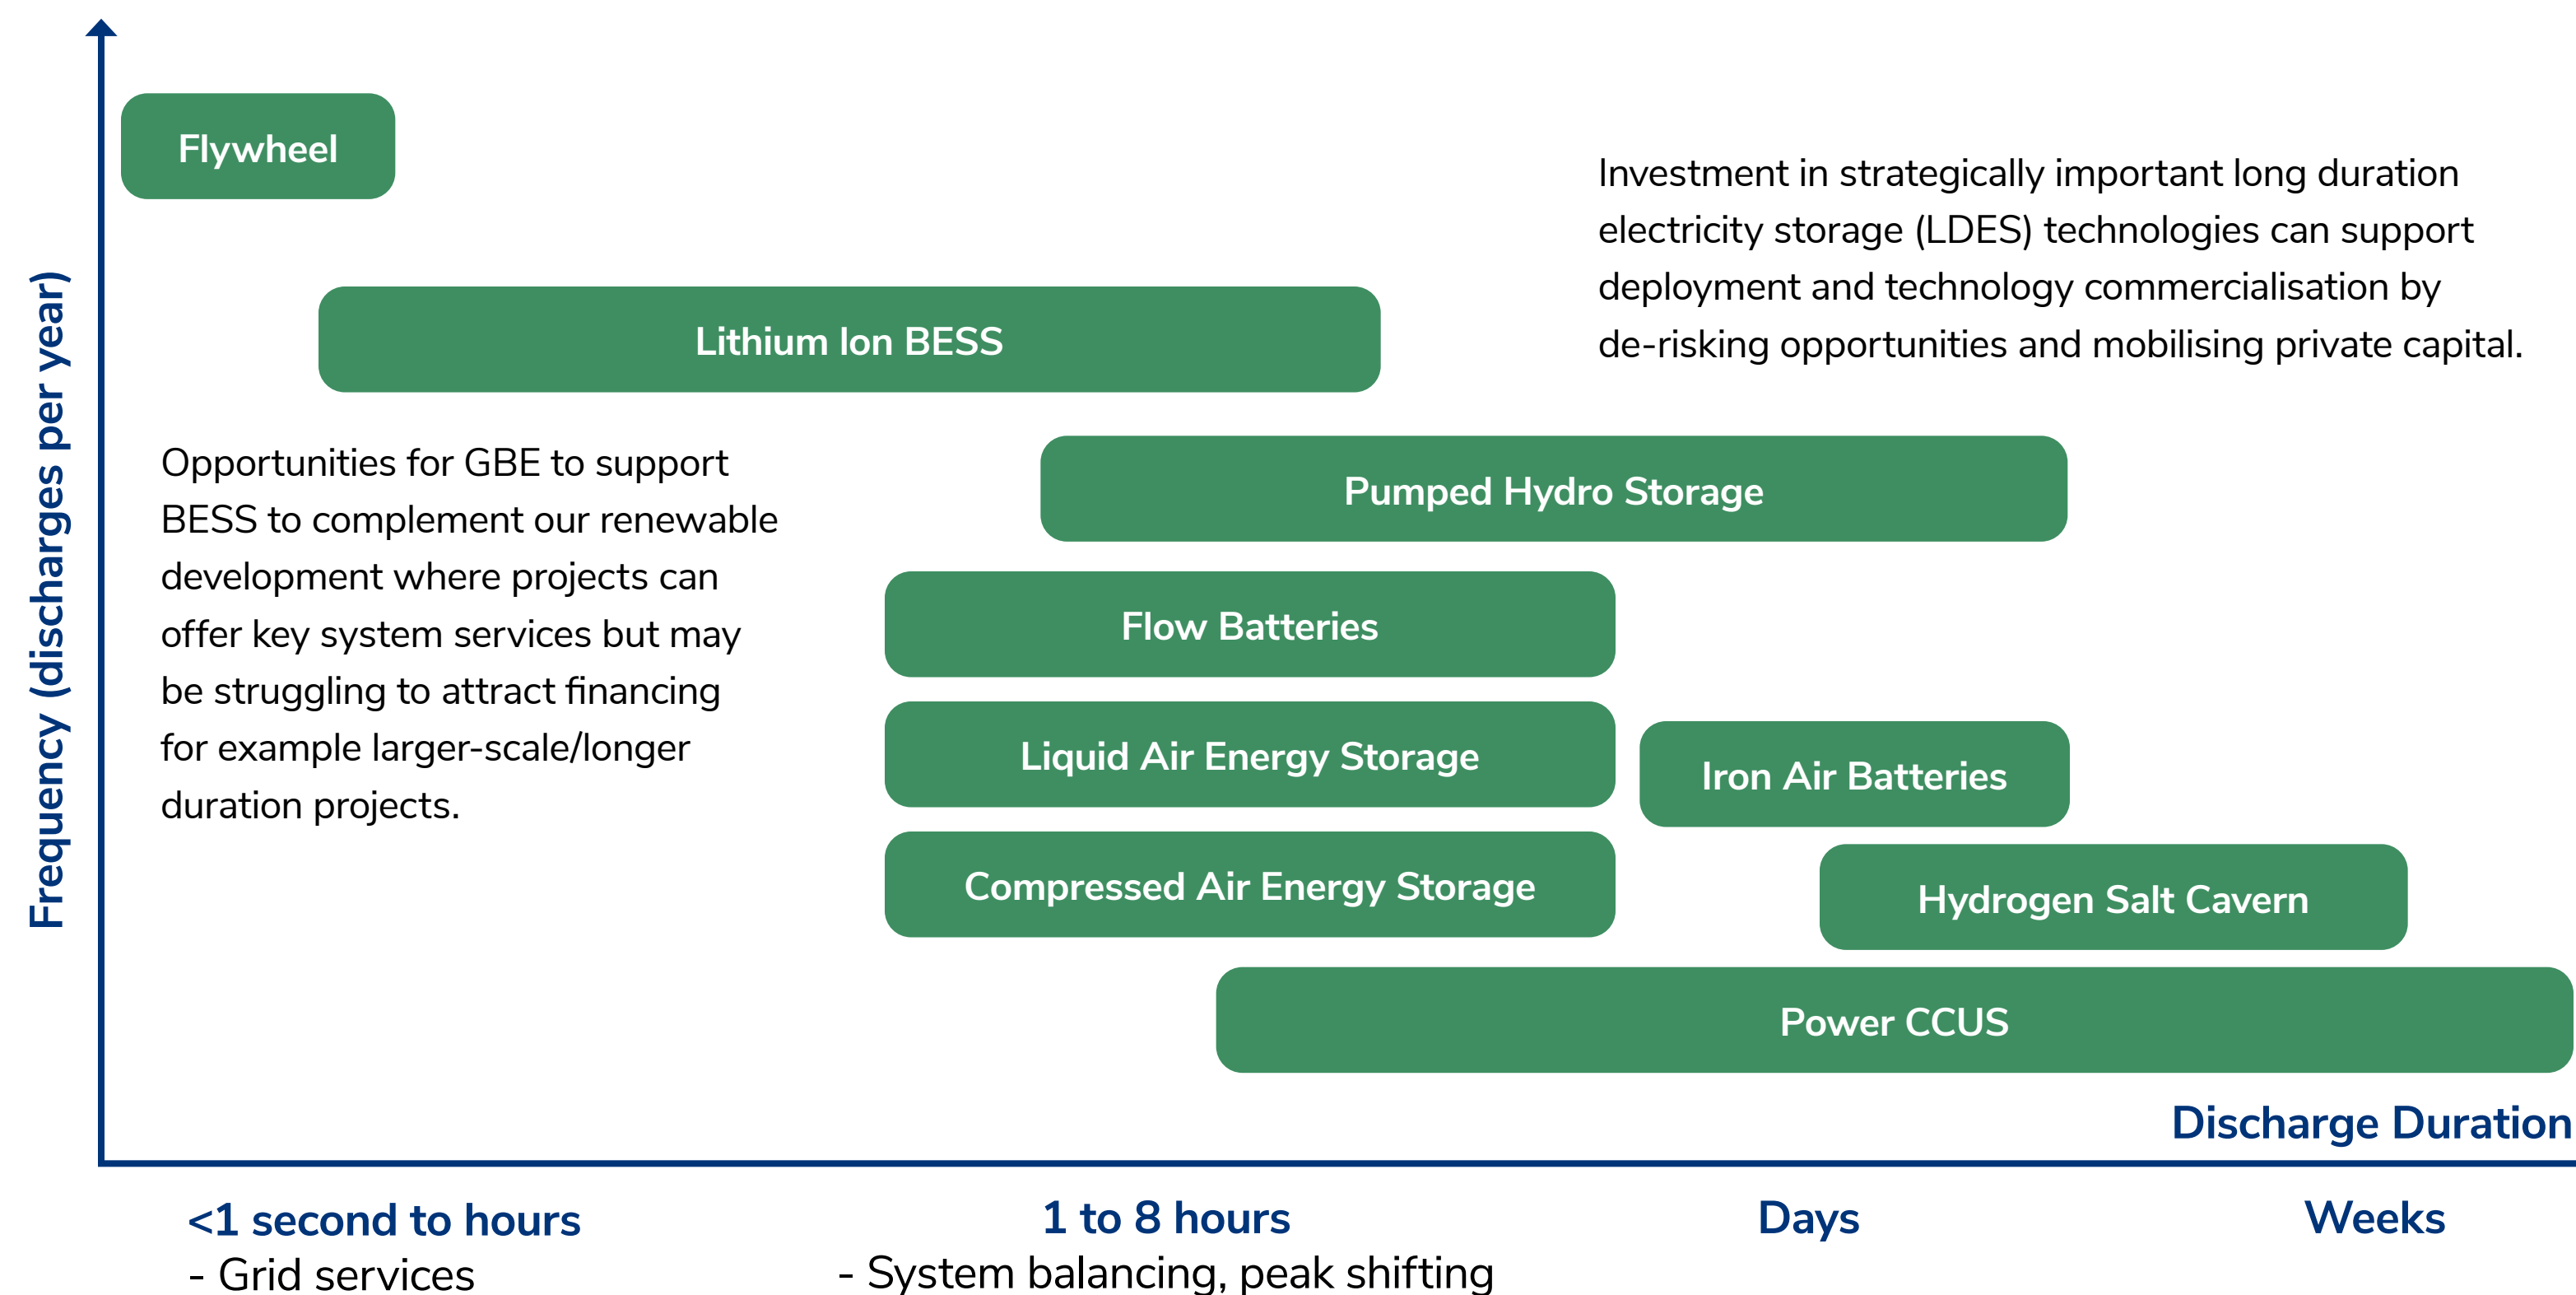 Frequency (discharges per year)
Flywheel
Investment in strategically important long duration
electricity storage (LDES) technologies can support
deployment and technology commercialisation by
de-risking opportunities and mobilising private capital.
Lithium Ion BESS
Opportunities for GBE to support
BESS to complement our renewable
development where projects can
offer key system services but may
be struggling to attract financing
for example larger-scale/longer
duration projects.
Pumped Hydro Storage
Flow Batteries
Liquid Air Energy Storage
Iron Air Batteries
Compressed Air Energy Storage
Hydrogen Salt Cavern
Power CCUS
Discharge Duration
<1 second to hours
- Grid services
1 to 8 hours
- System balancing, peak shifting
Days
Weeks